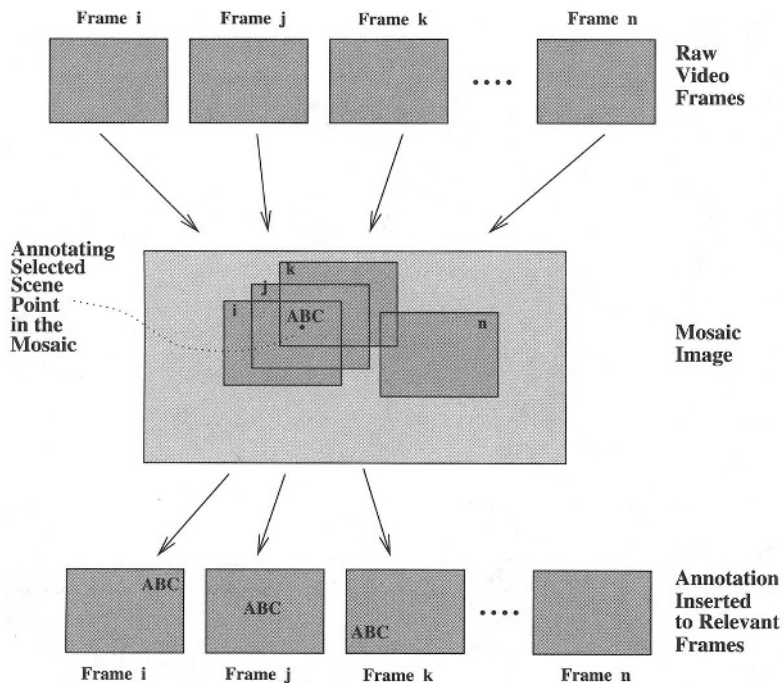 Frame i
Frame j
Frame k
Frame n
....
Raw
Video
Frames
Annotating
Selected
Scene
Point
in the
Mosaic
k
j
i
ABC
n
Mosaic
Image
ABC
ABC
ABC
....
Annotation
Inserted
to Relevant
Frames
Frame i
Frame j
Frame k
Frame n